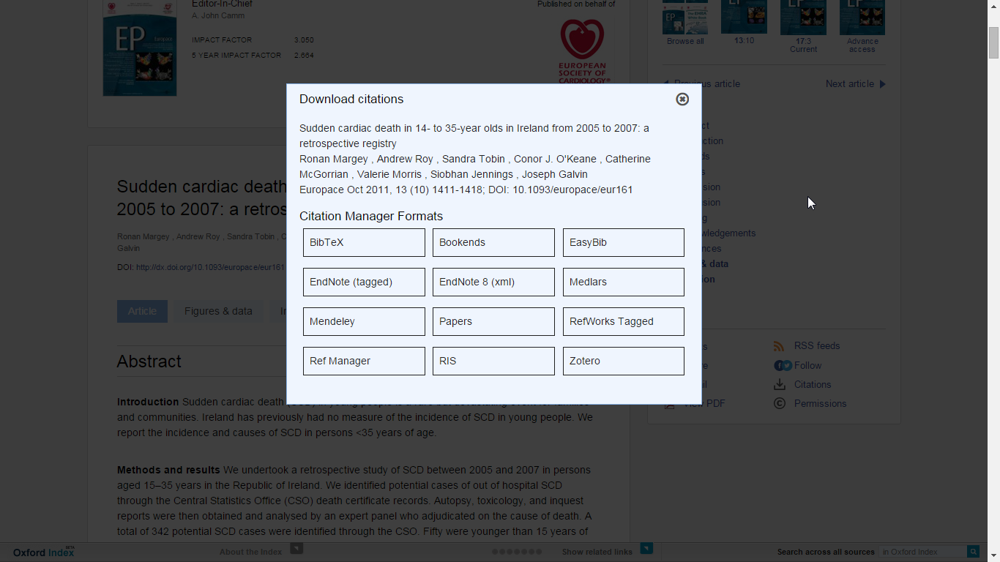 Editor-In-Chief
A. John Camm
IMPACT FACTOR 3.050
5 YEAR IMPACT FACTOR 2.664
EP
Europace
Published on behalf of
EUROPEAN
SOCIETY OF
CARDIOLOGY®
Browse all
13:10
17:3
Current
Advance
access
Previous article
Next article
Download citations
Sudden cardiac death in 14- to 35-year olds in Ireland from 2005 to 2007: a
retrospective registry
Ronan Margey , Andrew Roy , Sandra Tobin , Conor J. O'Keane , Catherine
McGorrian , Valerie Morris , Siobhan Jennings , Joseph Galvin
Europace Oct 2011, 13 (10) 1411-1418; DOI: 10.1093/europace/eur161
Citation Manager Formats
BibTeX
Bookends
EasyBib
EndNote (tagged)
EndNote 8 (xml)
Medlars
Mendeley
Papers
RefWorks Tagged
Ref Manager
RIS
Zotero
Sudden cardiac death
2005 to 2007: a retros
Ronan Margey , Andrew Roy , Sandra Tobin , C
Galvin
DOI: http://dx.doi.org/10.1093/europace/eur161
Article
Figures & data
Abstract
Introduction Sudden cardiac death
and communities. Ireland has previously had no measure of the incidence of SCD in young people. We
report the incidence and causes of SCD in persons <35 years of age.
Methods and results We undertook a retrospective study of SCD between 2005 and 2007 in persons
aged 15–35 years in the Republic of Ireland. We identified potential cases of out of hospital SCD
through the Central Statistics Office (CSO) death certificate records. Autopsy, toxicology, and inquest
reports were then obtained and analysed by an expert panel who adjudicated on the cause of death. A
total of 342 potential SCD cases were identified through the CSO. Fifty were younger than 15 years of
& data
RSS feeds
Follow
Citations
View PDF
Permissions
Oxford Index BETA
About the Index
Show related links
Search across all sources
in Oxford Index